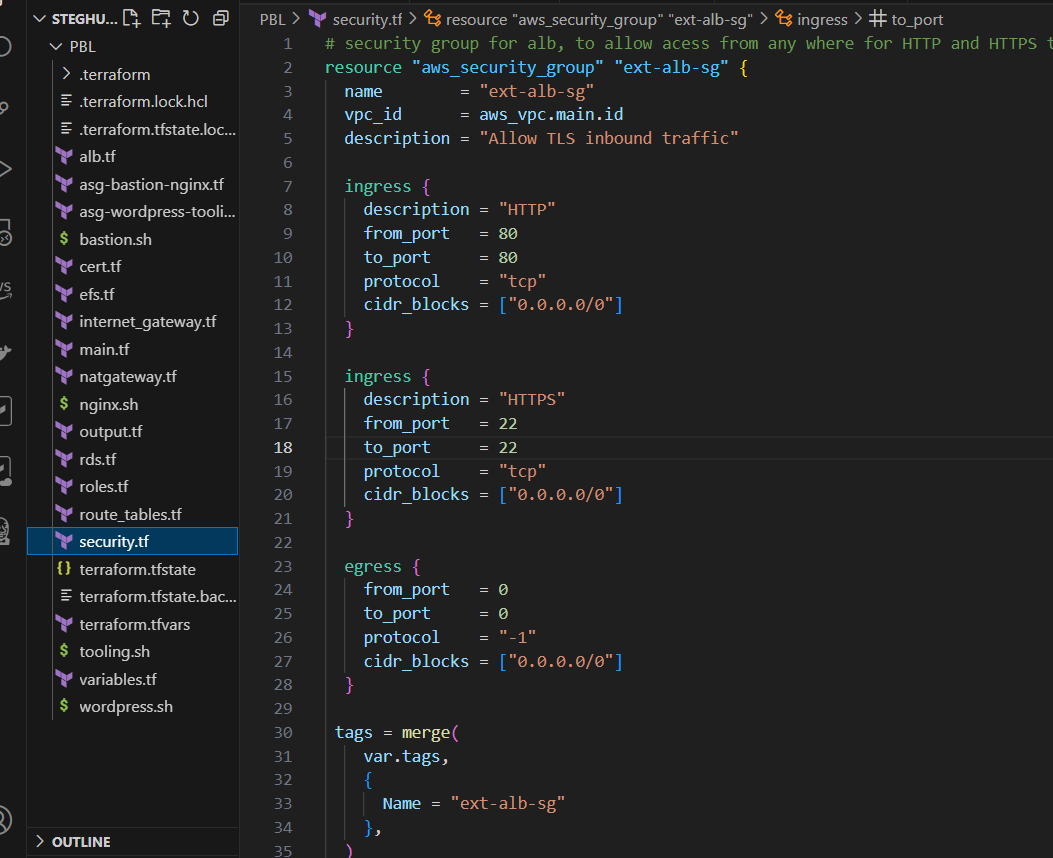 STEGHU...
PBL
.terraform
.terraform.lock.hcl
.terraform.tfstate.loc...
alb.tf
asg-bastion-nginx.tf
asg-wordpress-tooli...
$ bastion.sh
cert.tf
efs.tf
internet_gateway.tf
main.tf
natgateway.tf
$ nginx.sh
output.tf
rds.tf
roles.tf
route_tables.tf
security.tf
{} terraform.tfstate
terraform.tfstate.bac...
terraform.tfvars
$ tooling.sh
variables.tf
$ wordpress.sh
OUTLINE
PBL > security.tf > resource "aws_security_group" "ext-alb-sg" > ingress > # to_port
1 # security group for alb, to allow acess from any where for HTTP and HTTPS t
2 resource "aws_security_group" "ext-alb-sg" {
3 name = "ext-alb-sg"
4 vpc_id = aws_vpc.main.id
5 description = "Allow TLS inbound traffic"
6
7 ingress {
8 description = "HTTP"
9 from_port = 80
10 to_port = 80
11 protocol = "tcp"
12 cidr_blocks = ["0.0.0.0/0"]
13 }
14
15 ingress {
16 description = "HTTPS"
17 from_port = 22
18 to_port = 22
19 protocol = "tcp"
20 cidr_blocks = ["0.0.0.0/0"]
21 }
22
23 egress {
24 from_port = 0
25 to_port = 0
26 protocol = "-1"
27 cidr_blocks = ["0.0.0.0/0"]
28 }
29
30 tags = merge(
31 var.tags,
32 {
33 Name = "ext-alb-sg"
34 },
35 )